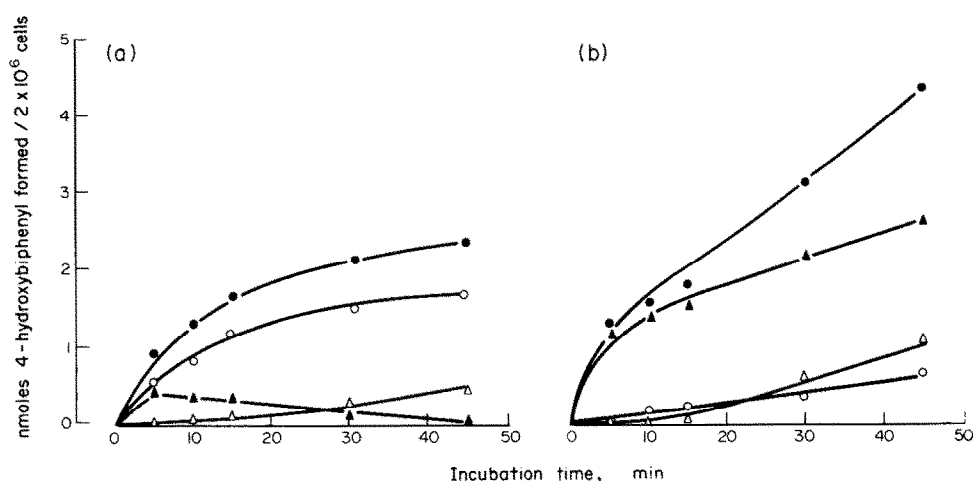 nmoles 4-hydroxybiphenyl formed / 2 x 10⁶ cells
5
4
3
2
1
0
(a)
(b)
0 10 20 30 40 50
0 10 20 30 40 50
Incubation time, min